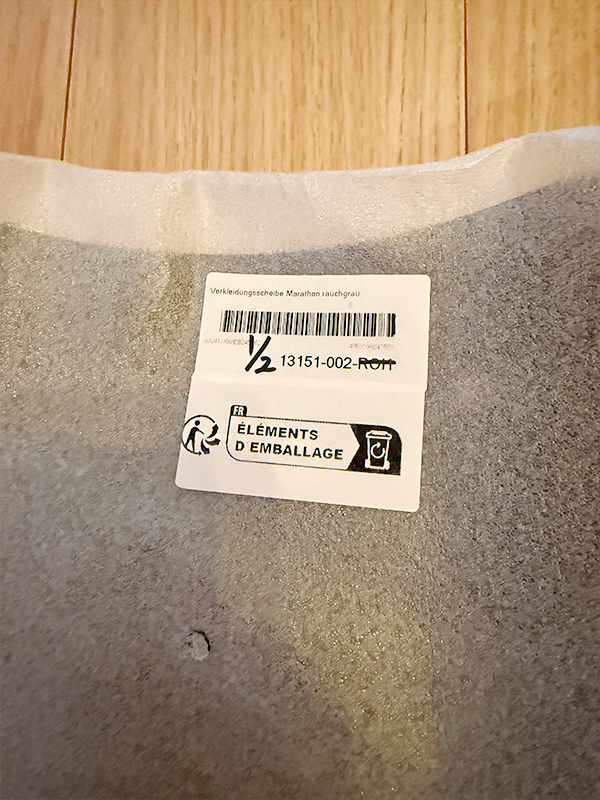 Verkleidungsscheibe Marathon rauchgrau
1/2 13151-002-ROH
FR
ÉLÉMENTS
D'EMBALLAGE